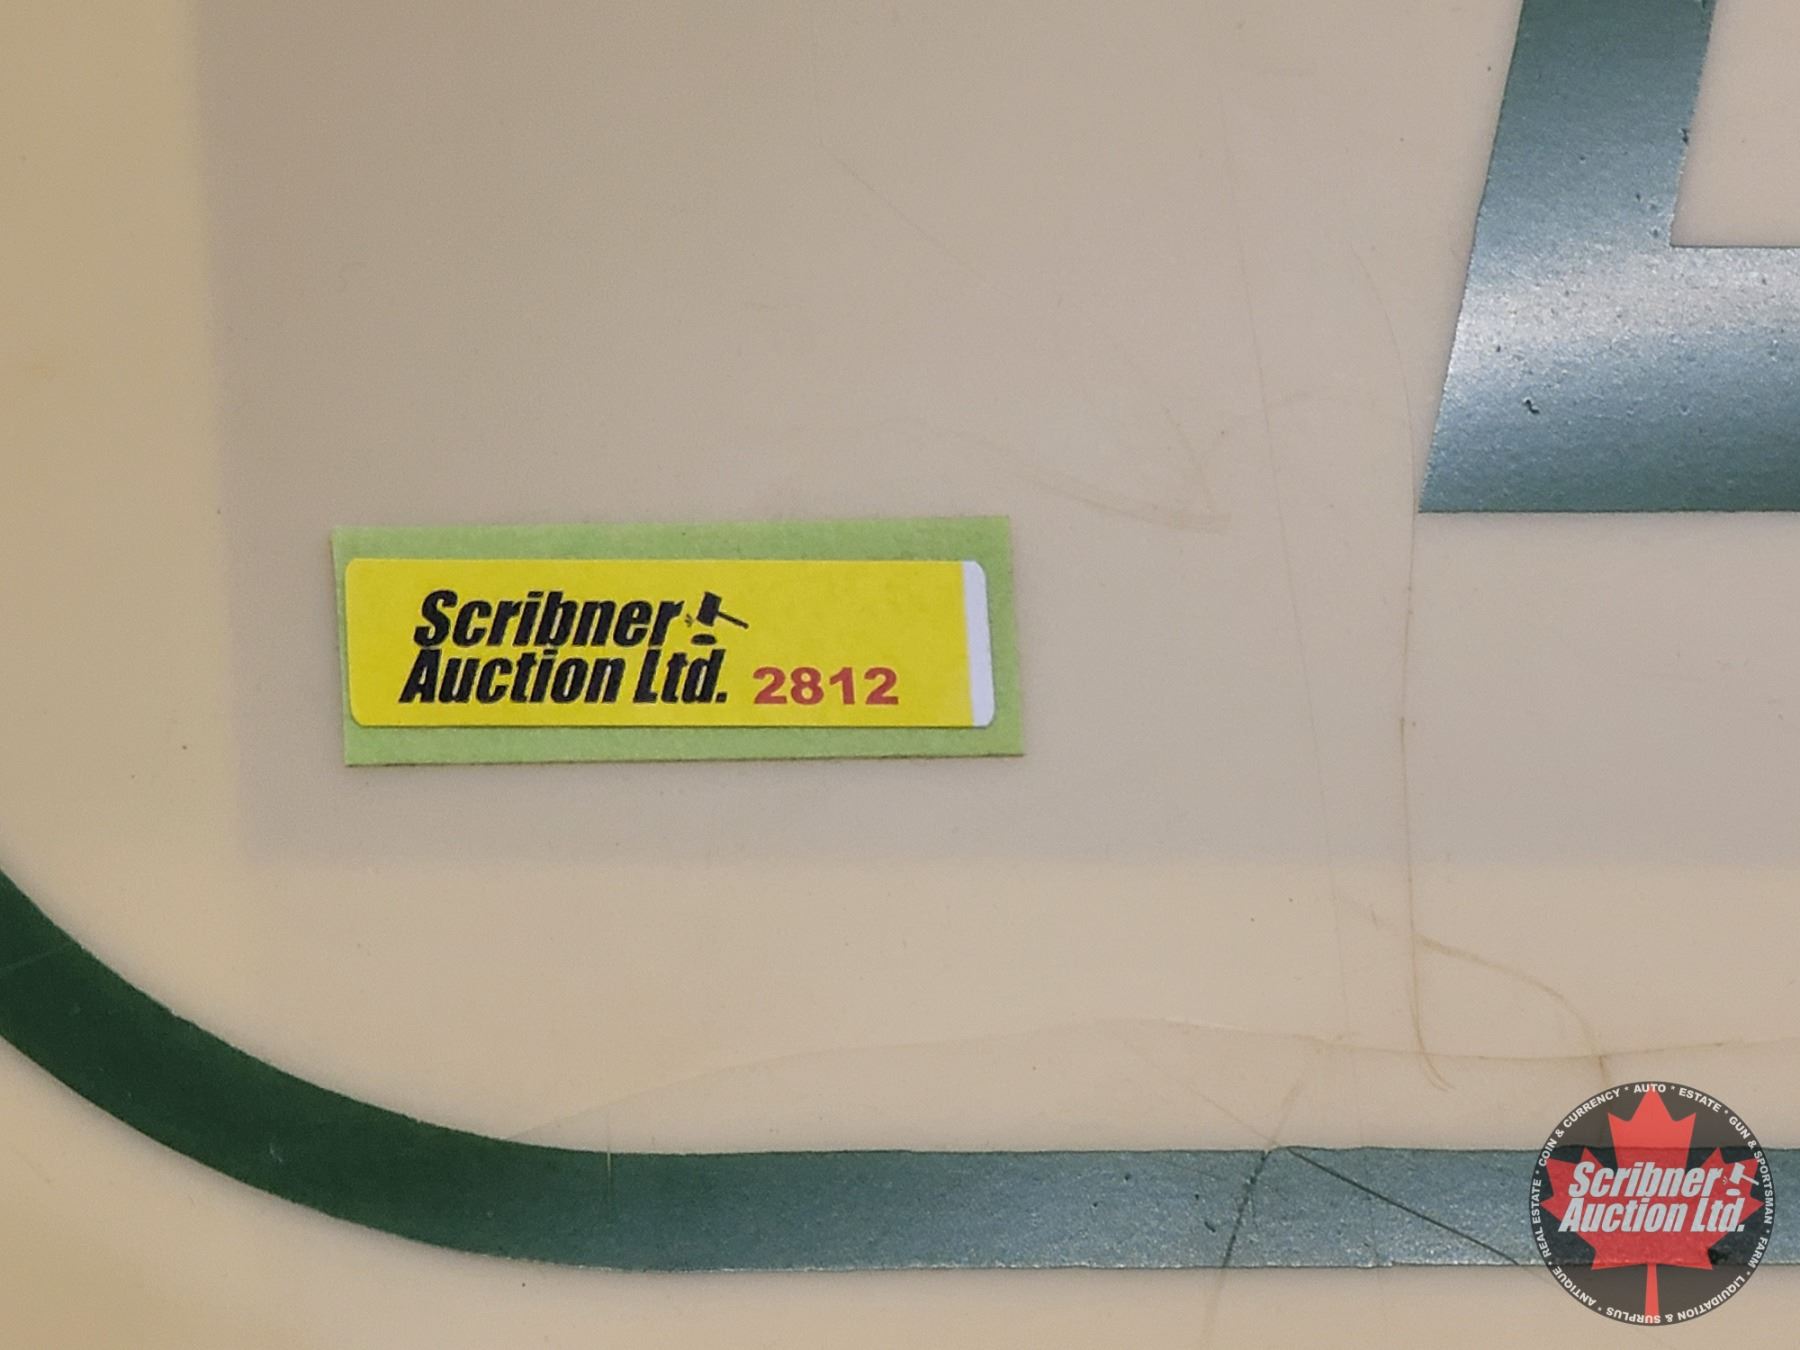 Scribner
Auction Ltd. 2812
COIN & CURRENCY * AUTO * ESTATE * GUN & SPORTSMAN * FARM * LIQUIDATION & SURPLUS * ANTIQUE * REAL ESTATE *
Scribner
Auction Ltd.